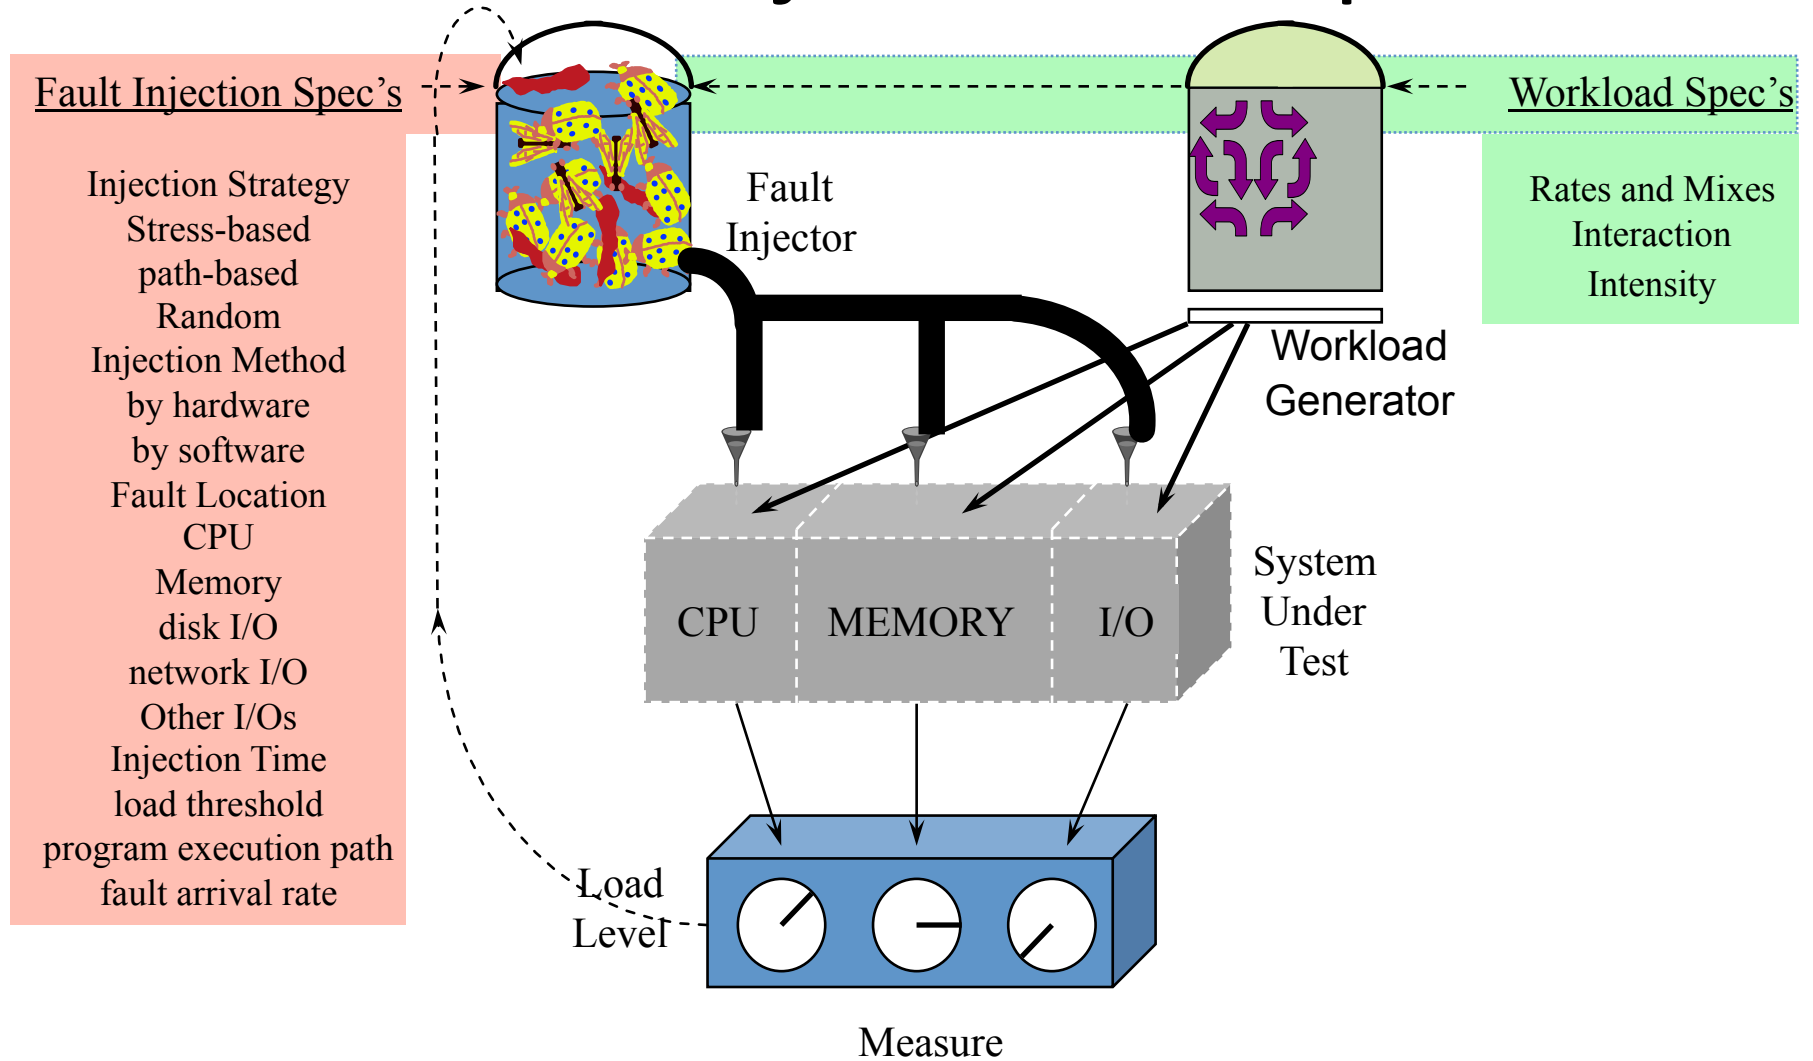 Fault Injection Spec’s
Injection Strategy
Stress-based
path-based
Random
Injection Method
by hardware
by software
Fault Location
CPU
Memory
disk I/O
network I/O
Other I/Os
Injection Time
load threshold
program execution path
fault arrival rate
Fault
Injector
Workload
Generator
Workload Spec’s
Rates and Mixes
Interaction
Intensity
CPU
MEMORY
I/O
System
Under
Test
Load
Level
Measure